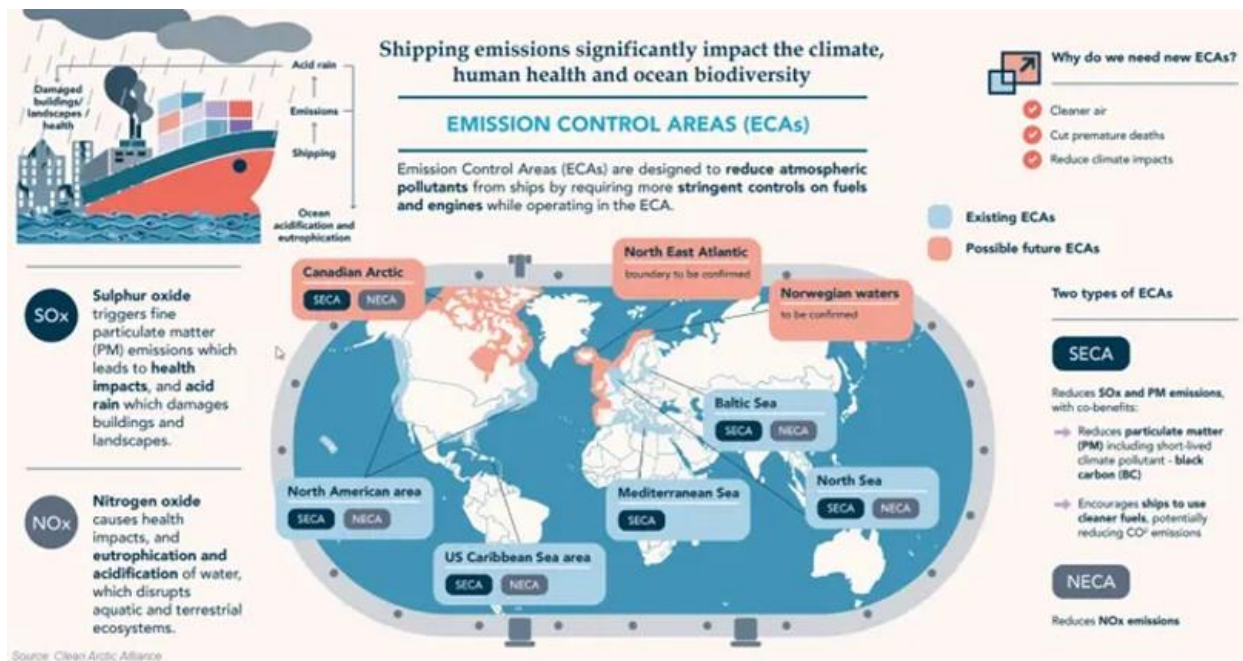 Shipping emissions significantly impact the climate,
human health and ocean biodiversity
EMISSION CONTROL AREAS (ECAs)
Emission Control Areas (ECAs) are designed to reduce atmospheric
pollutants from ships by requiring more stringent controls on fuels
and engines while operating in the ECA.
Acid rain
Damaged
buildings/
landscapes /
health
Emissions
Shipping
Ocean
acidification and
eutrophication
Why do we need new ECAs?
Cleaner air
Cut premature deaths
Reduce climate impacts
Existing ECAs
Possible future ECAs
SOx
Sulphur oxide
triggers fine
particulate matter
(PM) emissions which
leads to health
impacts, and acid
rain which damages
buildings and
landscapes.
NOx
Nitrogen oxide
causes health
impacts, and
eutrophication and
acidification of water,
which disrupts
aquatic and terrestrial
ecosystems.
Canadian Arctic
SECA NECA
North East Atlantic
boundary to be confirmed
Norwegian waters
to be confirmed
Baltic Sea
SECA NECA
North American area
SECA NECA
Mediterranean Sea
SECA
North Sea
SECA NECA
US Caribbean Sea area
SECA NECA
Two types of ECAs
SECA
Reduces SOx and PM emissions,
with co-benefits:
Reduces particulate matter
(PM) including short-lived
climate pollutant - black
carbon (BC)
Encourages ships to use
cleaner fuels, potentially
reducing CO² emissions
NECA
Reduces NOx emissions
Source: Clean Arctic Alliance